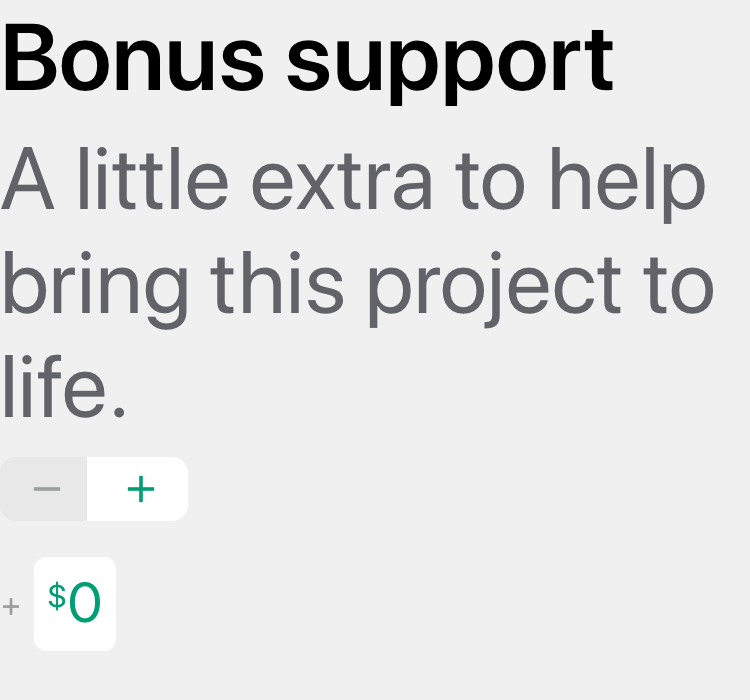 Bonus support
A little extra to help
bring this project to
life.
− +
+ $0